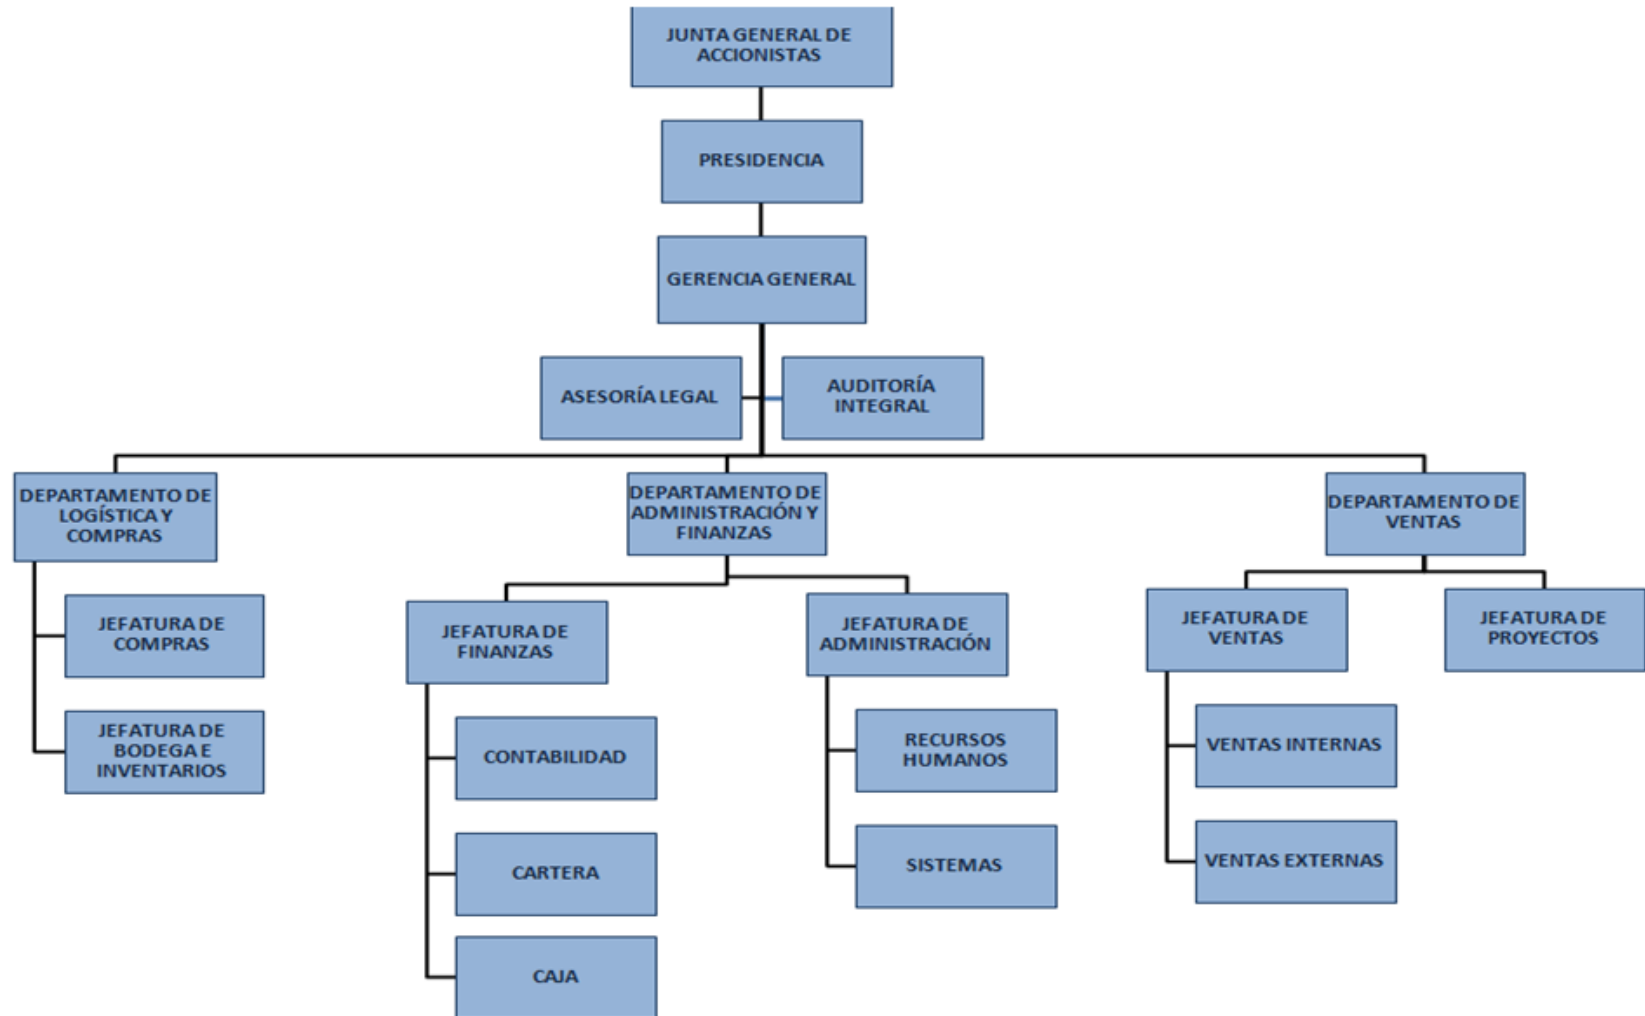 JUNTA GENERAL DE
ACCIONISTAS
PRESIDENCIA
GERENCIA GENERAL
ASESORÍA LEGAL
AUDITORÍA
INTEGRAL
DEPARTAMENTO DE
LOGÍSTICA Y
COMPRAS
DEPARTAMENTO DE
ADMINISTRACIÓN Y
FINANZAS
DEPARTAMENTO DE
VENTAS
JEFATURA DE
COMPRAS
JEFATURA DE
BODEGA E
INVENTARIOS
JEFATURA DE
FINANZAS
CONTABILIDAD
CARTERA
CAJA
JEFATURA DE
ADMINISTRACIÓN
RECURSOS
HUMANOS
SISTEMAS
JEFATURA DE
VENTAS
VENTAS INTERNAS
VENTAS EXTERNAS
JEFATURA DE
PROYECTOS